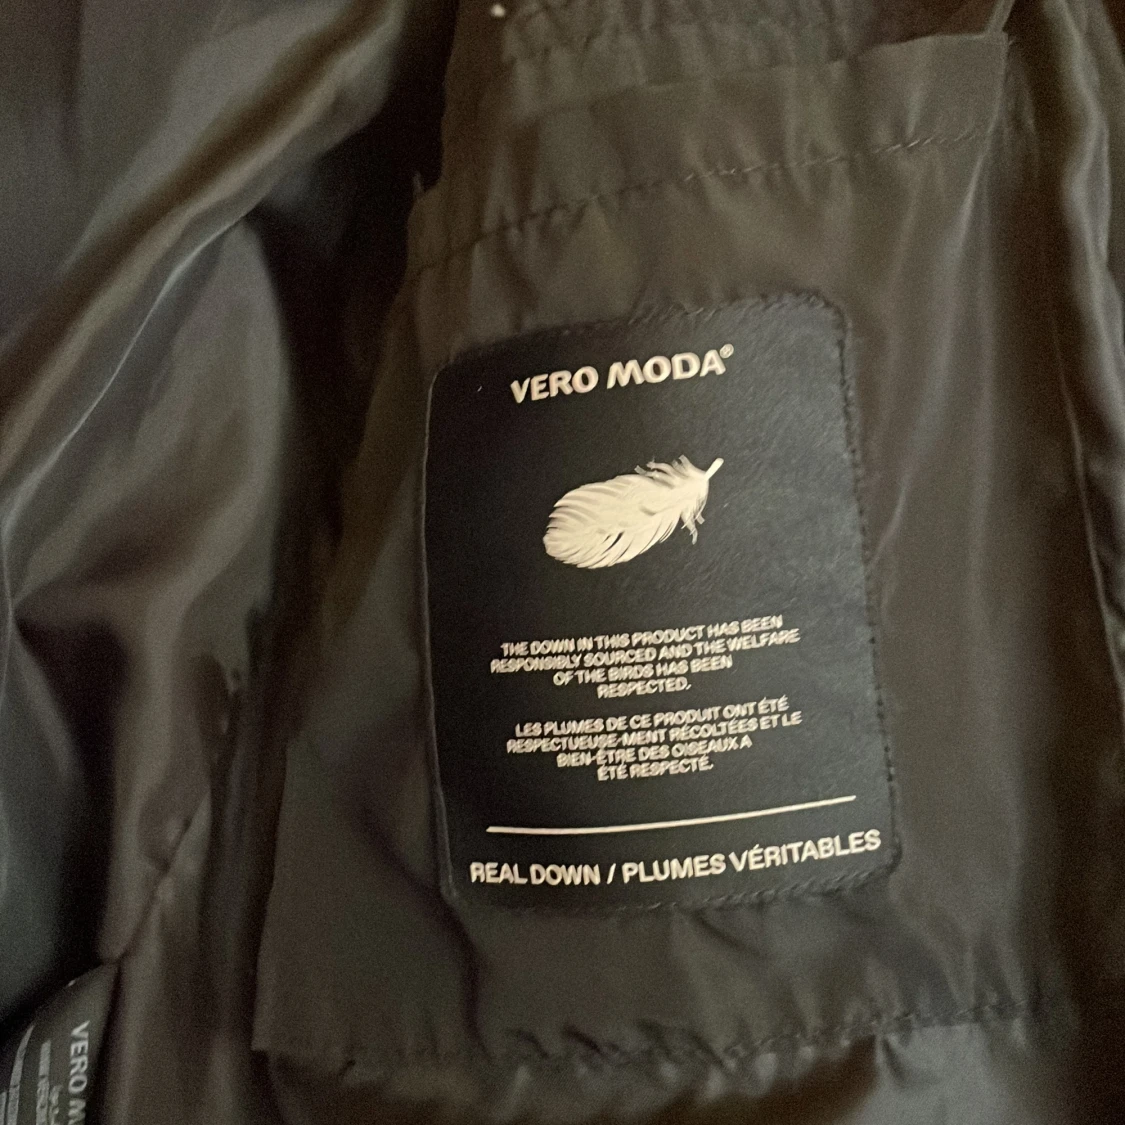 VERO MODA®
THE DOWN IN THIS PRODUCT HAS BEEN
RESPONSIBLY SOURCED AND THE WELFARE
OF THE BIRDS HAS BEEN
RESPECTED.
LES PLUMES DE CE PRODUIT ONT ÉTÉ
RESPECTUEUSE-MENT RÉCOLTÉES ET LE
BIEN-ÊTRE DES OISEAUX A
ÉTÉ RESPECTÉ.
REAL DOWN / PLUMES VÉRITABLES
VERO M